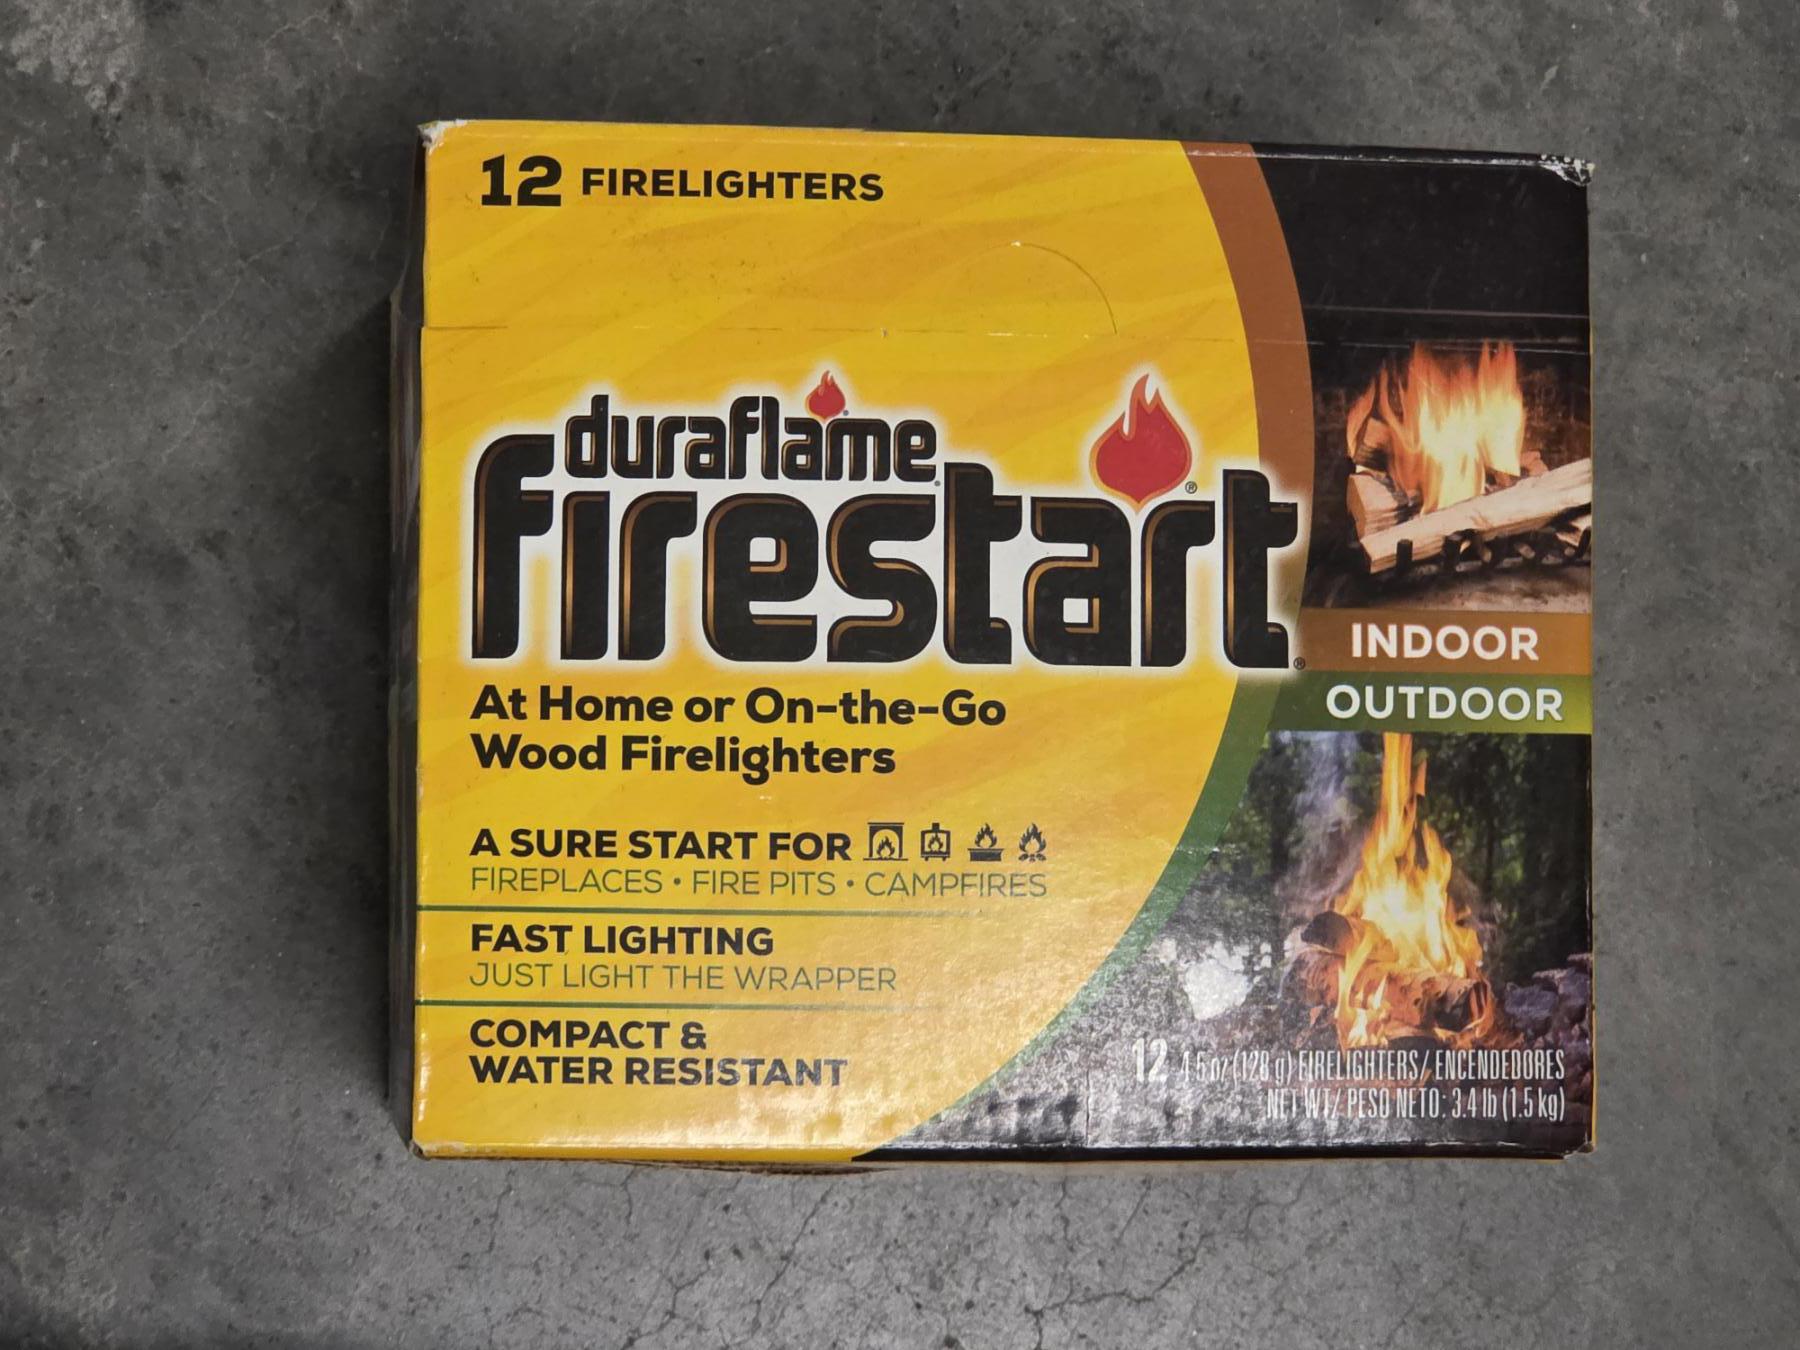 12 FIRELIGHTERS
duraflame®
firestart®
At Home or On-the-Go
Wood Firelighters
A SURE START FOR
FIREPLACES • FIRE PITS • CAMPFIRES
FAST LIGHTING
JUST LIGHT THE WRAPPER
COMPACT &
WATER RESISTANT
INDOOR
OUTDOOR
12 4.5 oz (128 g) FIRELIGHTERS/ ENCENDEDORES
NET WT/ PESO NETO: 3.4 lb (1.5 kg)